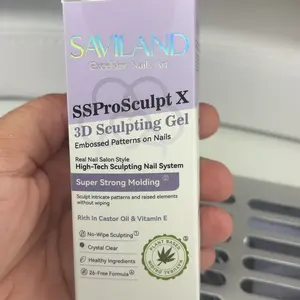 SAVILAND
SSProSculpt X
3D Sculpting Gel
Embossed Patterns on Nails
Real Nail Salon Style
High-Tech Sculpting Nail System
Super Strong Molding
Sculpt intricate patterns and raised elements
without wiping
Rich In Castor Oil & Vitamin E
No-Wipe Sculpting
Crystal Clear
Healthy Ingredients
26-Free Formula
PLANT BASED